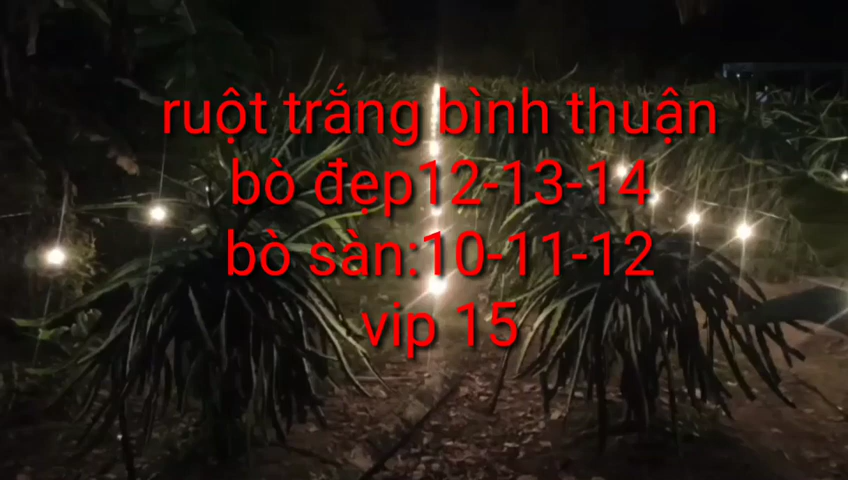 ruột trắng bình thuận
bò đẹp12-13-14
bò sàn:10-11-12
vip 15